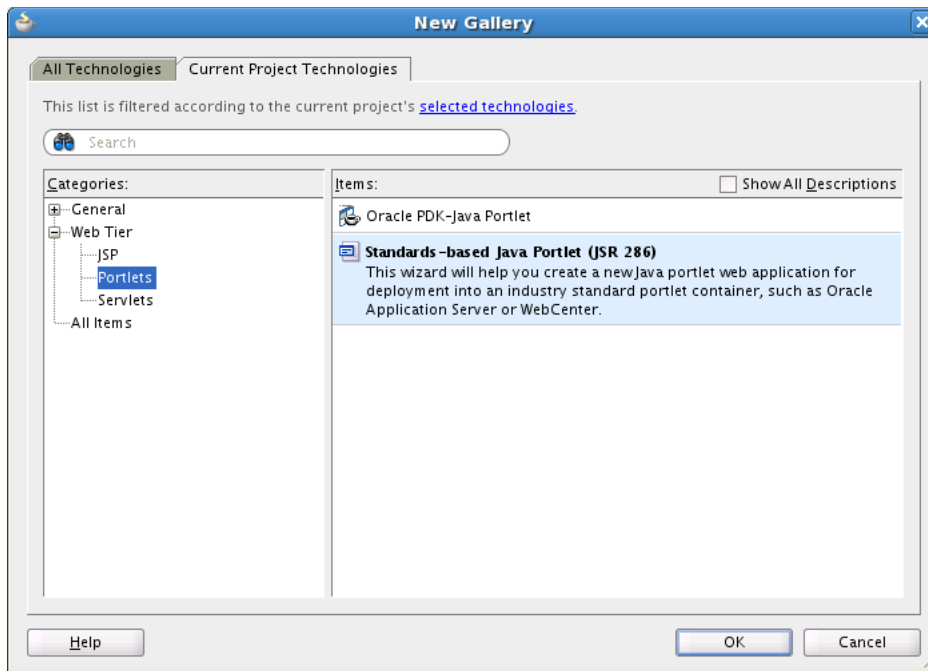 New Gallery
All Technologies
Current Project Technologies
This list is filtered according to the current project's selected technologies.
Search
Categories:
General
Web Tier
JSP
Portlets
Servlets
All Items
Items:
Show All Descriptions
Oracle PDK-Java Portlet
Standards-based Java Portlet (JSR 286)
This wizard will help you create a new Java portlet web application for
deployment into an industry standard portlet container, such as Oracle
Application Server or WebCenter.
Help
OK
Cancel